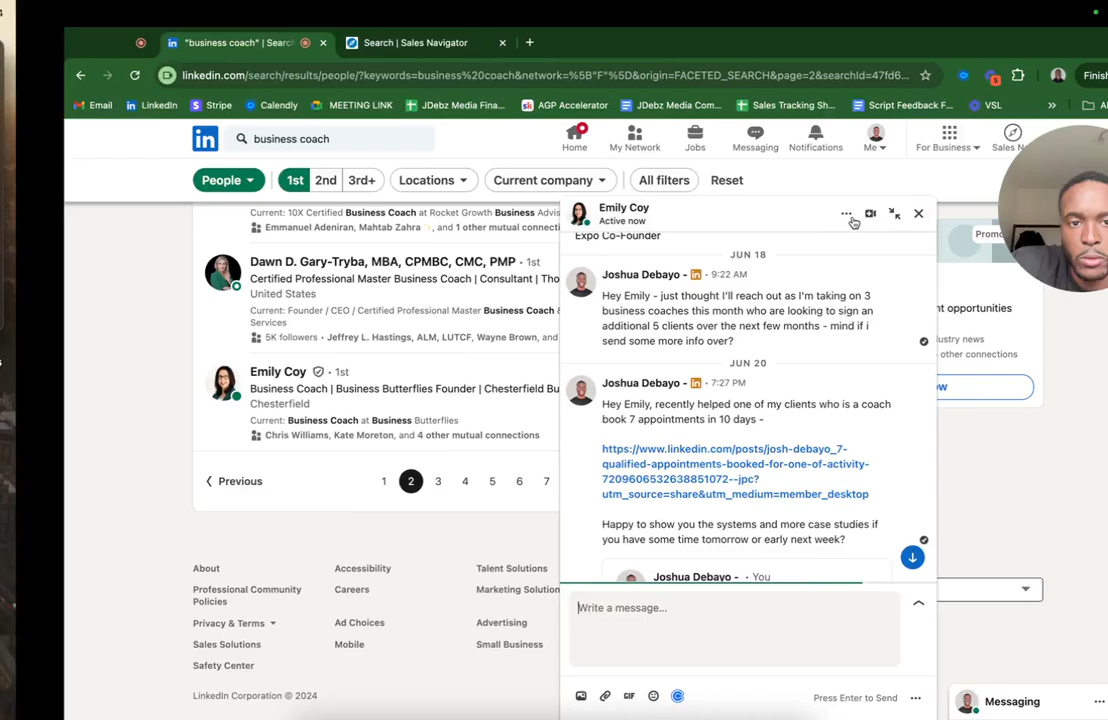 "business coach" | Searc
Search | Sales Navigator
linkedin.com/search/results/people/?keywords=business%20coach&network=%5B"F"%5D&origin=FACETED_SEARCH&page=2&searchId=47fd6...
5
Finish
Email
LinkedIn
Stripe
Calendly
MEETING LINK
JDebz Media Fina...
AGP Accelerator
JDebz Media Com...
Sales Tracking Sh...
Script Feedback F...
VSL
in
business coach
Home
My Network
Jobs
Messaging
Notifications
Me
For Business
Sales N
People
1st
2nd
3rd+
Locations
Current company
All filters
Reset
Current: 10X Certified Business Coach at Rocket Growth Business Advis
Emmanuel Adeniran, Mahtab Zahra, and 1 other mutual connecti
Dawn D. Gary-Tryba, MBA, CPMBC, CMC, PMP • 1st
Certified Professional Master Business Coach | Consultant | Tho
United States
Current: Founder / CEO / Certified Professional Master Business Coach
Services
5K followers • Jeffrey L. Hastings, ALM, LUTCF, Wayne Brown, and
Emily Coy • 1st
Business Coach | Business Butterflies Founder | Chesterfield Bu
Chesterfield
Current: Business Coach at Business Butterflies
Chris Williams, Kate Moreton, and 4 other mutual connections
Previous
1
2
3
4
5
6
7
Emily Coy
Active now
Expo Co-Founder
JUN 18
Joshua Debayo - in • 9:22 AM
Hey Emily - just thought I'll reach out as I'm taking on 3
business coaches this month who are looking to sign an
additional 5 clients over the next few months - mind if i
send some more info over?
JUN 20
Joshua Debayo - in • 7:27 PM
Hey Emily, recently helped one of my clients who is a coach
book 7 appointments in 10 days -
https://www.linkedin.com/posts/josh-debayo_7-
qualified-appointments-booked-for-one-of-activity-
7209606532638851072--jpc?
utm_source=share&utm_medium=member_desktop
Happy to show you the systems and more case studies if
you have some time tomorrow or early next week?
Joshua Debayo - • You
Write a message...
GIF
Press Enter to Send
Promo
nt opportunities
ustry news
other connections
ow
About
Accessibility
Talent Solutions
Professional Community
Policies
Careers
Marketing Solution
Privacy & Terms
Ad Choices
Advertising
Sales Solutions
Mobile
Small Business
Safety Center
LinkedIn Corporation © 2024
Messaging